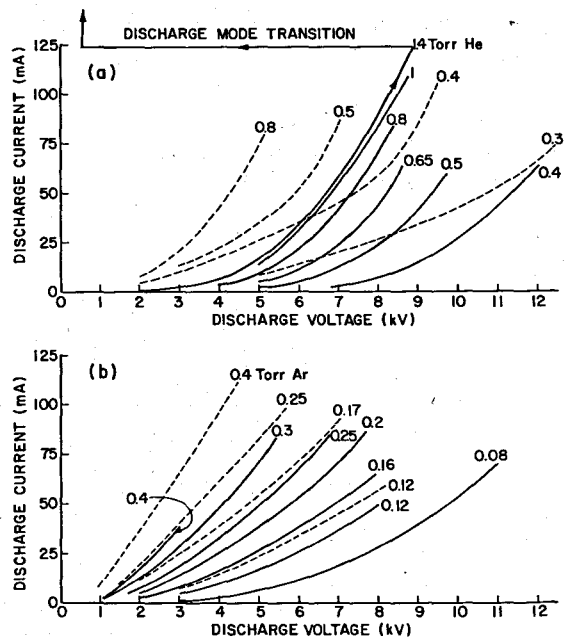 DISCHARGE MODE TRANSITION
(a)
1.4 Torr He
1
0.4
0.8
0.5
0.8
0.65
0.5
0.3
0.4
DISCHARGE CURRENT (mA)
125
100
75
50
25
0
0 1 2 3 4 5 6 7 8 9 10 11 12
DISCHARGE VOLTAGE (kV)
(b)
0.4 Torr Ar
0.25
0.3
0.17
0.25
0.2
0.16
0.12
0.12
0.08
0.4
DISCHARGE CURRENT (mA)
125
100
75
50
25
0
0 1 2 3 4 5 6 7 8 9 10 11 12
DISCHARGE VOLTAGE (kV)